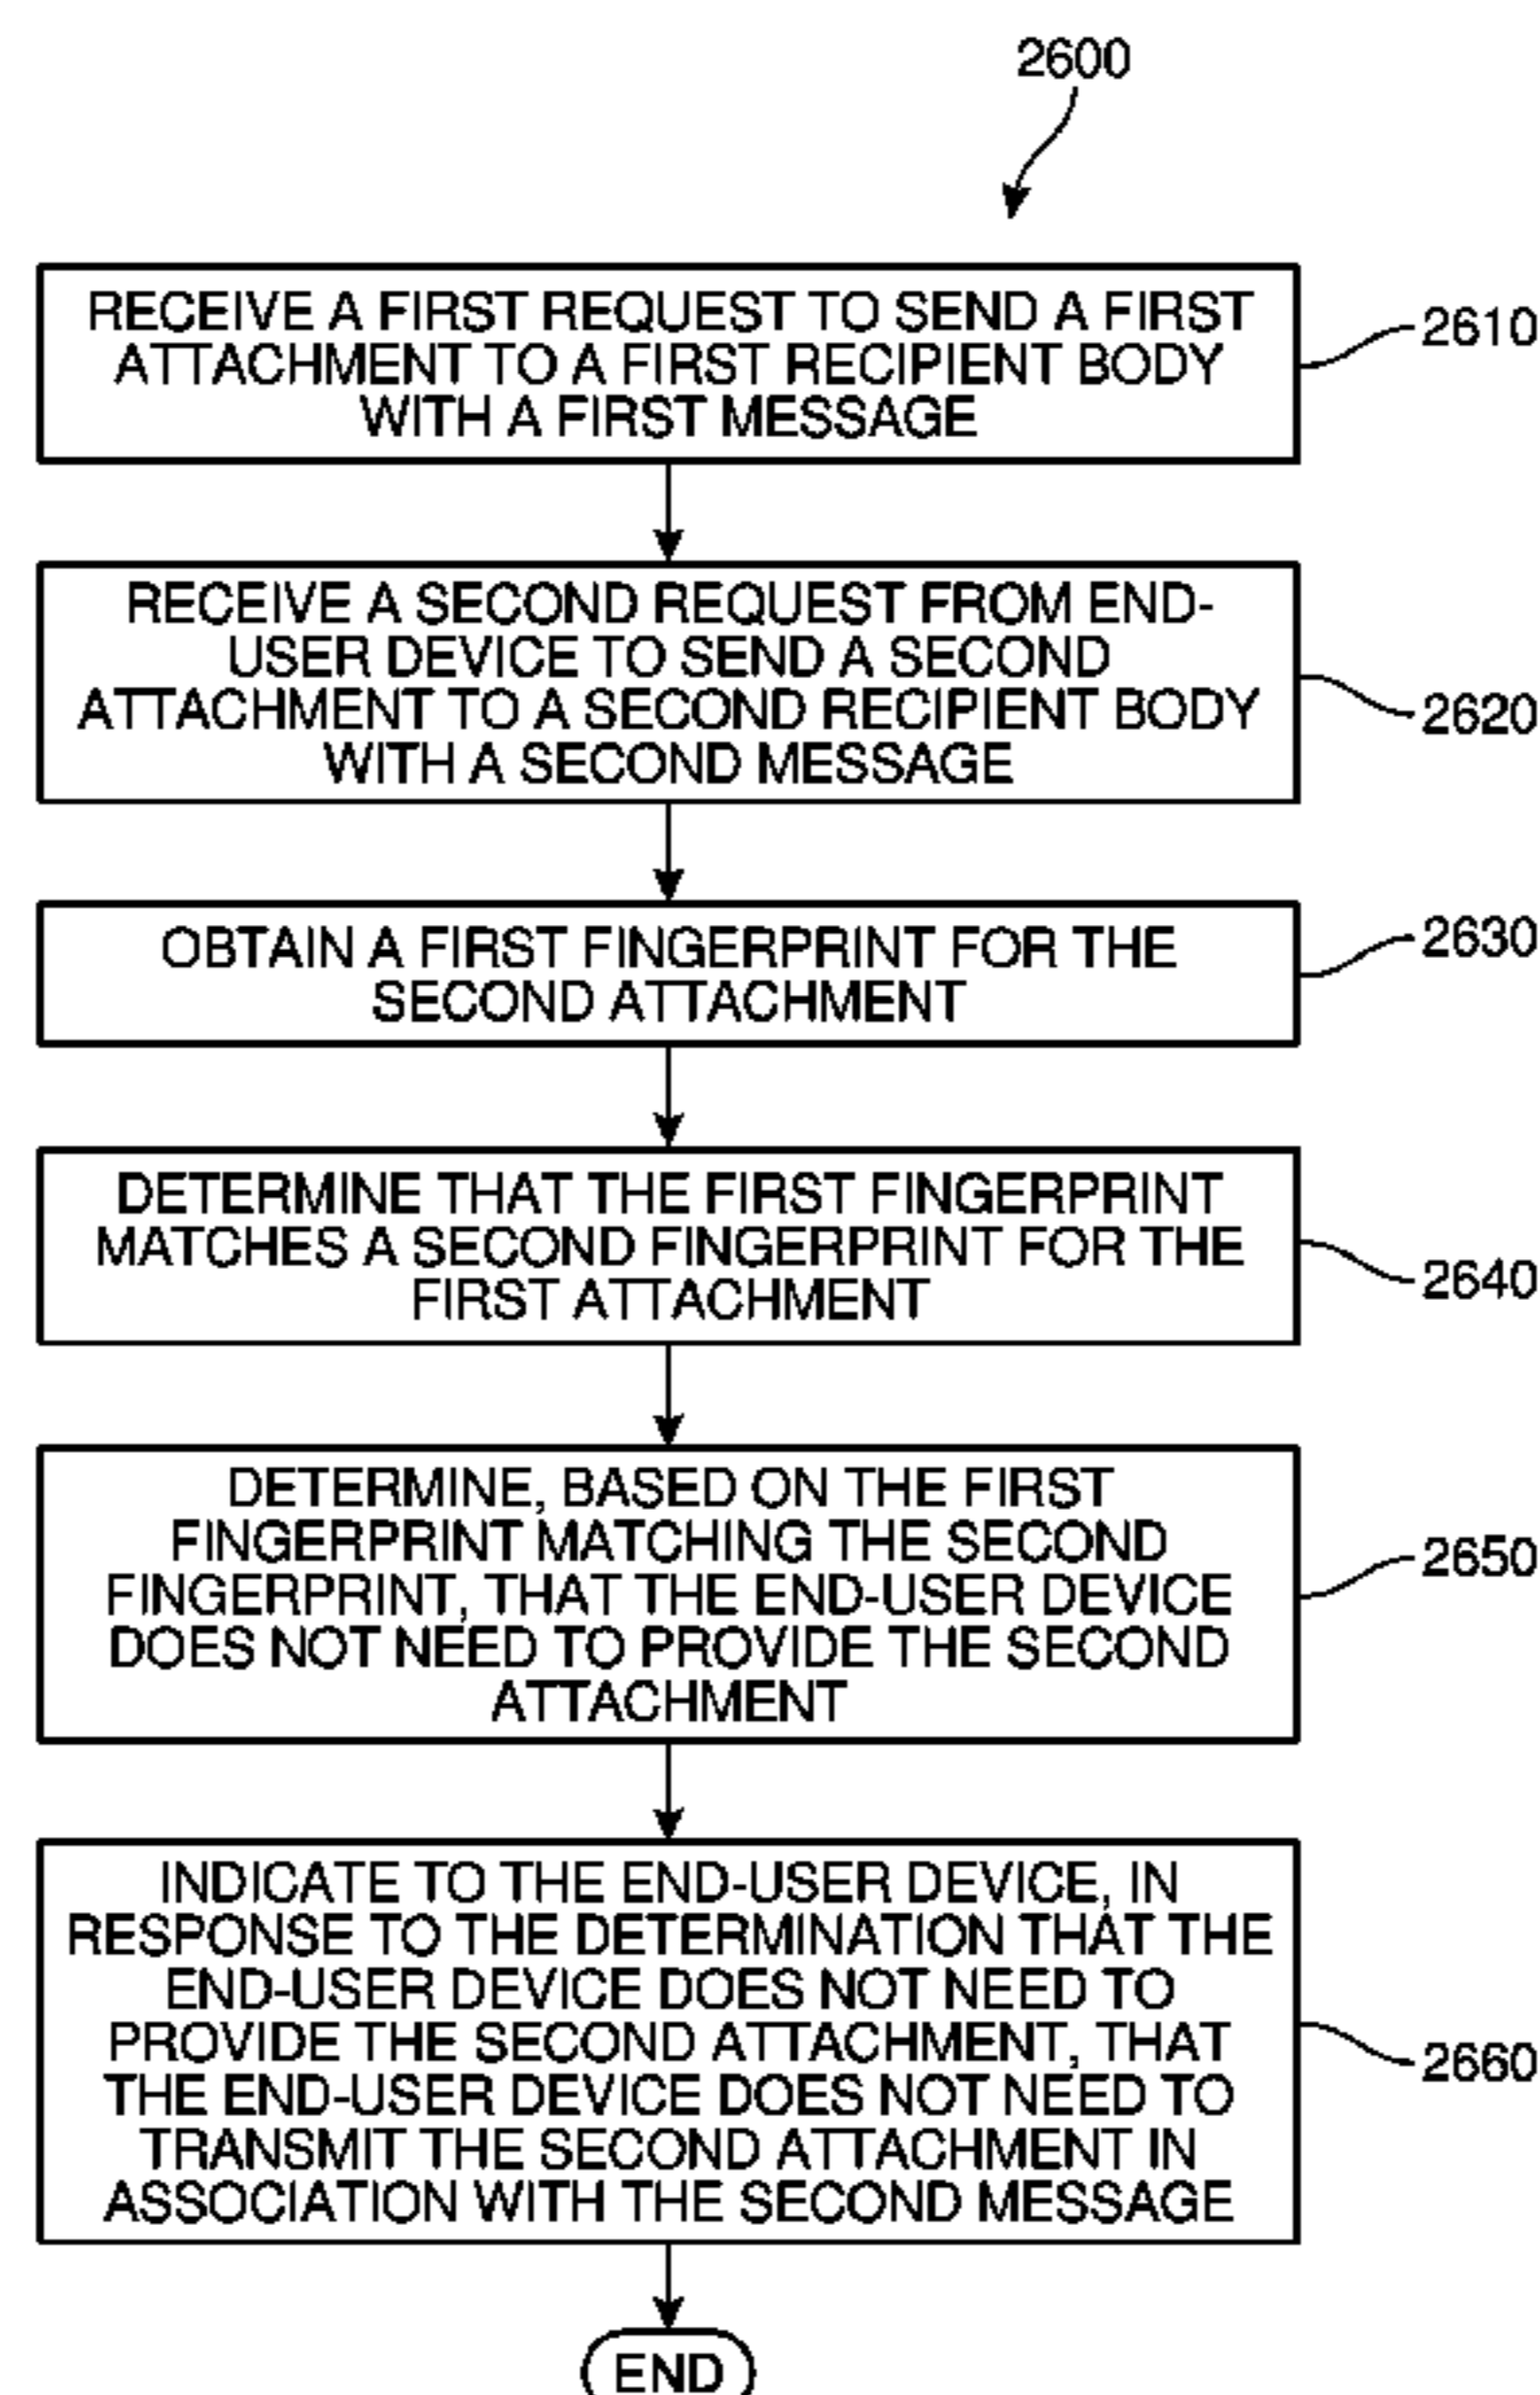 2600
RECEIVE A FIRST REQUEST TO SEND A FIRST
ATTACHMENT TO A FIRST RECIPIENT BODY
WITH A FIRST MESSAGE
2610
RECEIVE A SECOND REQUEST FROM END-
USER DEVICE TO SEND A SECOND
ATTACHMENT TO A SECOND RECIPIENT BODY
WITH A SECOND MESSAGE
2620
OBTAIN A FIRST FINGERPRINT FOR THE
SECOND ATTACHMENT
2630
DETERMINE THAT THE FIRST FINGERPRINT
MATCHES A SECOND FINGERPRINT FOR THE
FIRST ATTACHMENT
2640
DETERMINE, BASED ON THE FIRST
FINGERPRINT MATCHING THE SECOND
FINGERPRINT, THAT THE END-USER DEVICE
DOES NOT NEED TO PROVIDE THE SECOND
ATTACHMENT
2650
INDICATE TO THE END-USER DEVICE, IN
RESPONSE TO THE DETERMINATION THAT THE
END-USER DEVICE DOES NOT NEED TO
PROVIDE THE SECOND ATTACHMENT, THAT
THE END-USER DEVICE DOES NOT NEED TO
TRANSMIT THE SECOND ATTACHMENT IN
ASSOCIATION WITH THE SECOND MESSAGE
2660
END